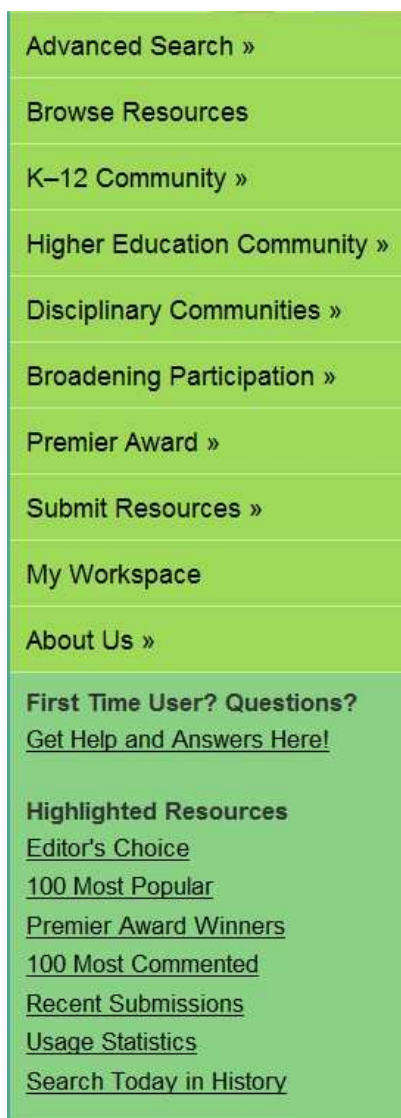 Advanced Search »
Browse Resources
K–12 Community »
Higher Education Community »
Disciplinary Communities »
Broadening Participation »
Premier Award »
Submit Resources »
My Workspace
About Us »
First Time User? Questions?
Get Help and Answers Here!
Highlighted Resources
Editor's Choice
100 Most Popular
Premier Award Winners
100 Most Commented
Recent Submissions
Usage Statistics
Search Today in History